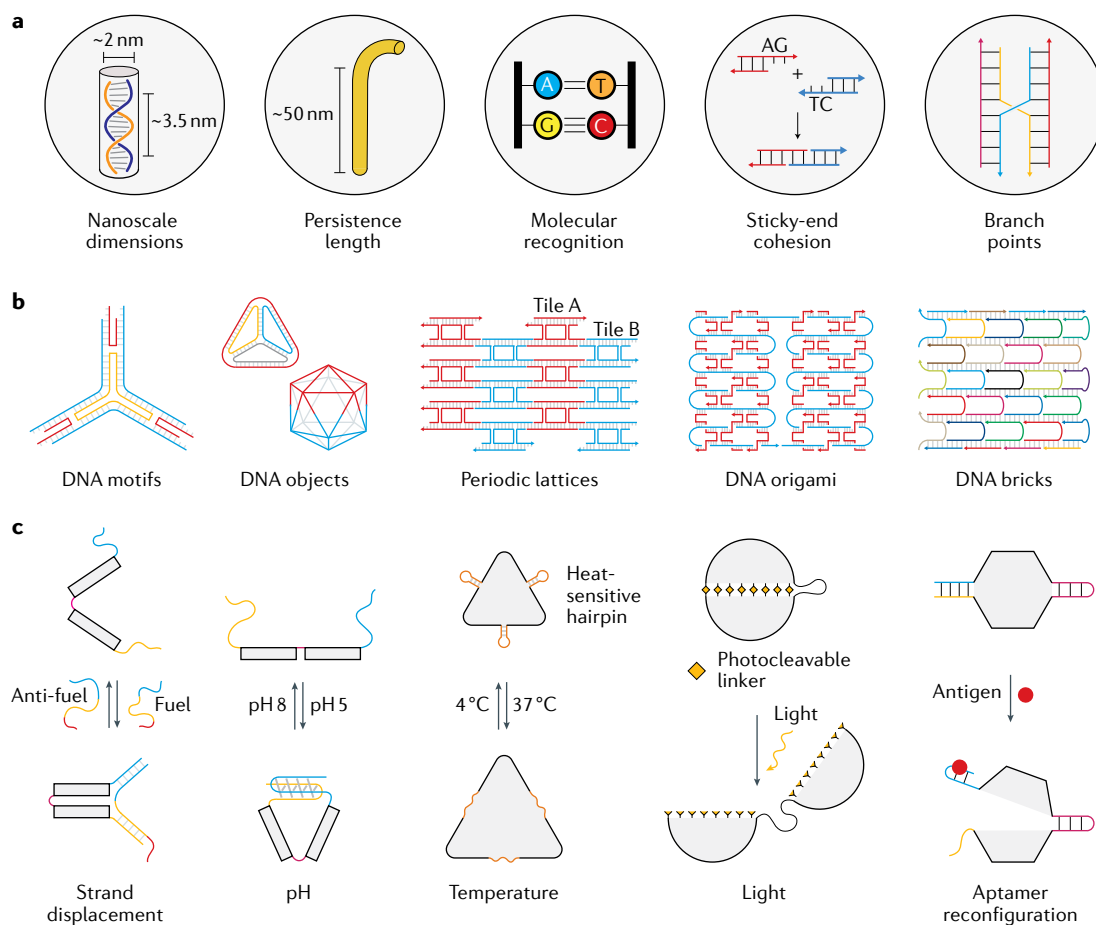 a
~2 nm
~3.5 nm
Nanoscale
dimensions
~50 nm
Persistence
length
A
T
G
C
Molecular
recognition
AG
+
TC
Sticky-end
cohesion
Branch
points
b
DNA motifs
DNA objects
Tile A
Tile B
Periodic lattices
DNA origami
DNA bricks
c
Anti-fuel
Fuel
Strand
displacement
pH 8
pH 5
pH
Heat-
sensitive
hairpin
4 °C
37 °C
Temperature
Photocleavable
linker
Light
Light
Antigen
Aptamer
reconfiguration